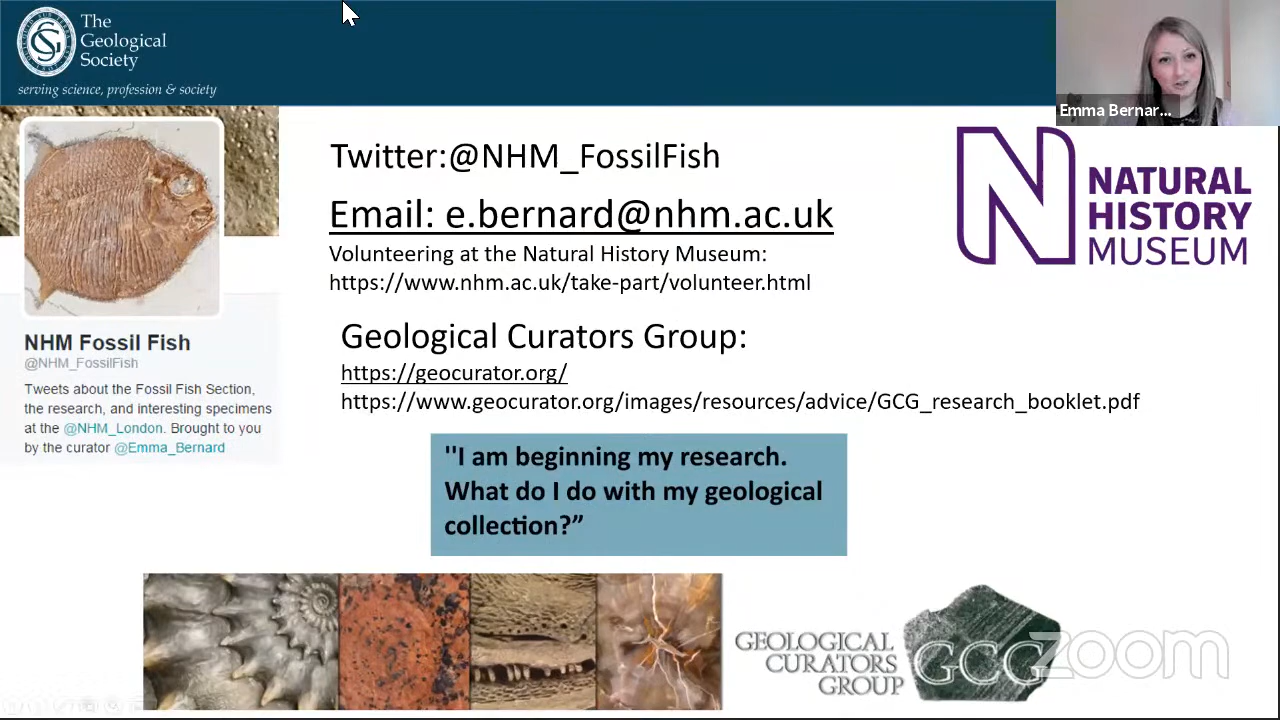 The
Geological
Society
serving science, profession & society
Emma Bernar...
Twitter:@NHM_FossilFish
Email: e.bernard@nhm.ac.uk
Volunteering at the Natural History Museum:
https://www.nhm.ac.uk/take-part/volunteer.html
NATURAL
HISTORY
MUSEUM
NHM Fossil Fish
@NHM_FossilFish
Tweets about the Fossil Fish Section,
the research, and interesting specimens
at the @NHM_London. Brought to you
by the curator @Emma_Bernard
Geological Curators Group:
https://geocurator.org/
https://www.geocurator.org/images/resources/advice/GCG_research_booklet.pdf
"I am beginning my research.
What do I do with my geological
collection?”
GEOLOGICAL
CURATORS
GROUP
GCG
zoom